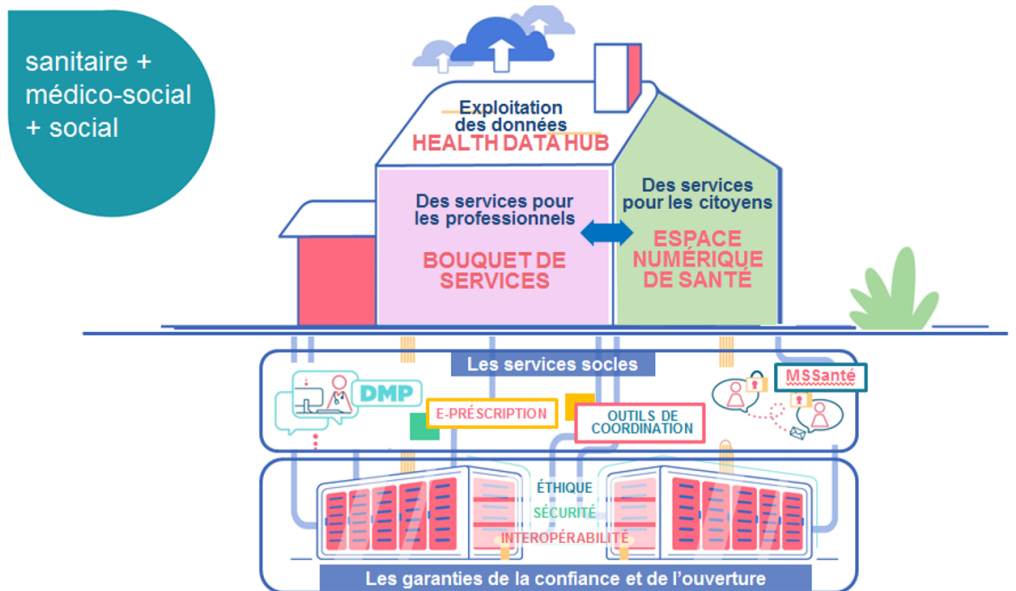 sanitaire +
médico-social
+ social
Exploitation
des données
HEALTH DATA HUB
Des services pour
les professionnels
BOUQUET DE
SERVICES
Des services
pour les citoyens
ESPACE
NUMÉRIQUE
DE SANTÉ
Les services socles
DMP
E-PRÉSCRIPTION
OUTILS DE
COORDINATION
MSSanté
ÉTHIQUE
SÉCURITÉ
INTEROPÉRABILITÉ
Les garanties de la confiance et de l’ouverture